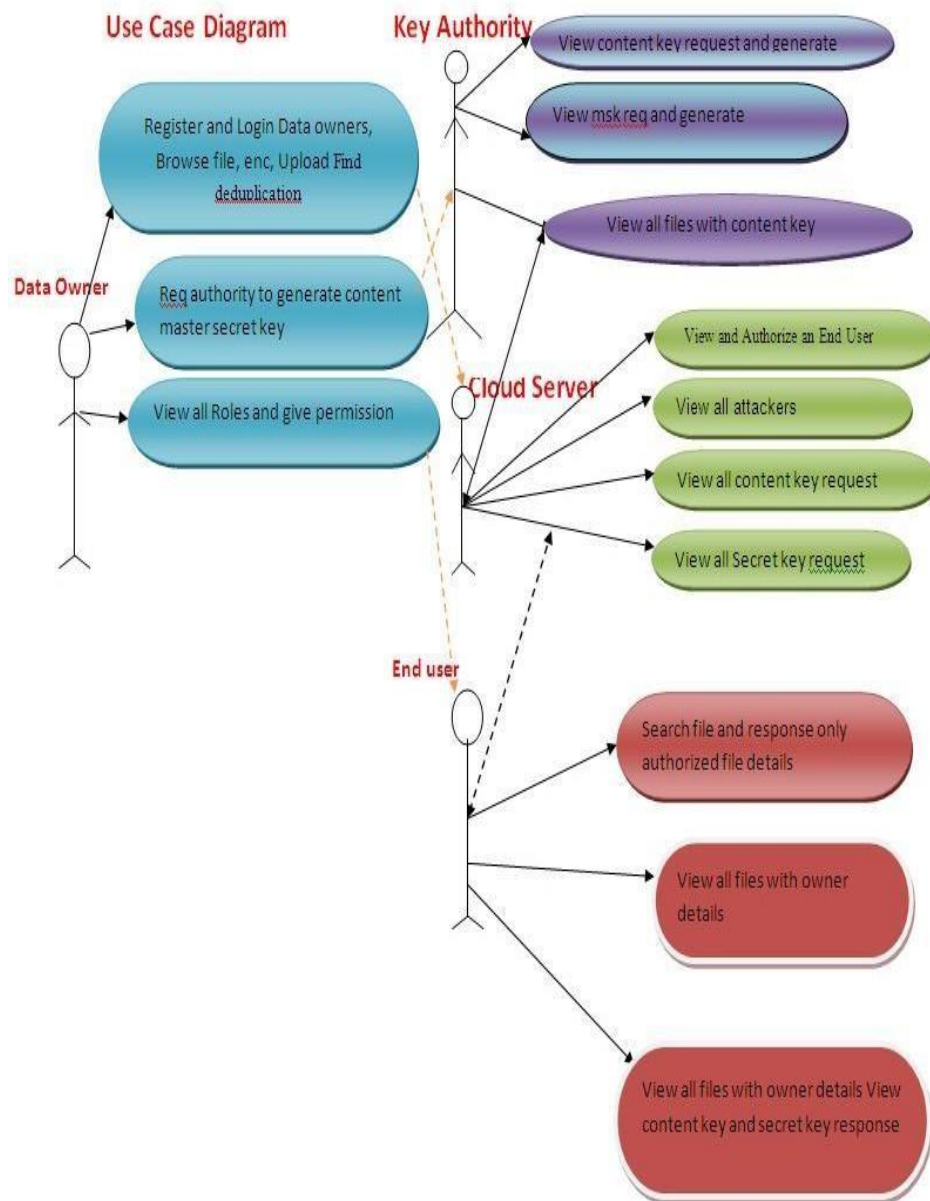 Use Case Diagram
Key Authority
View content key request and generate
View msk req and generate
Register and Login Data owners,
Browse file, enc, Upload Find
deduplication
View all files with content key
Data Owner
Req authority to generate content
master secret key
View all Roles and give permission
Cloud Server
View and Authorize an End User
View all attackers
View all content key request
View all Secret key request
End user
Search file and response only
authorized file details
View all files with owner
details
View all files with owner details View
content key and secret key response